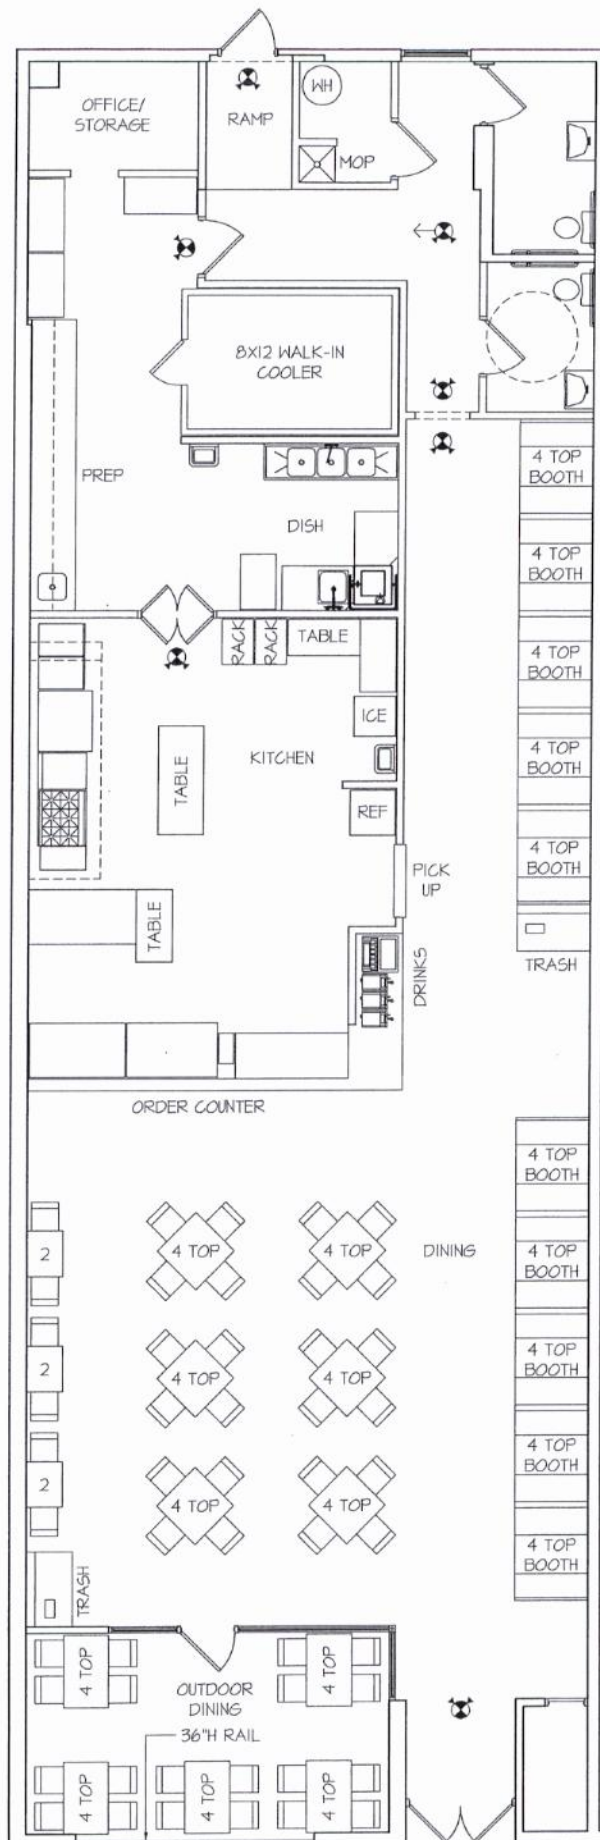 OFFICE/
STORAGE
RAMP
WH
MOP
8X12 WALK-IN
COOLER
PREP
DISH
4 TOP
BOOTH
4 TOP
BOOTH
4 TOP
BOOTH
4 TOP
BOOTH
4 TOP
BOOTH
RACK
RACK
TABLE
ICE
KITCHEN
TABLE
REF
PICK
UP
TABLE
DRINKS
TRASH
ORDER COUNTER
4 TOP
BOOTH
4 TOP
BOOTH
4 TOP
BOOTH
4 TOP
BOOTH
4 TOP
BOOTH
DINING
2
4 TOP
4 TOP
2
4 TOP
4 TOP
2
4 TOP
4 TOP
TRASH
4 TOP
4 TOP
OUTDOOR
DINING
36"H RAIL
4 TOP
4 TOP
4 TOP